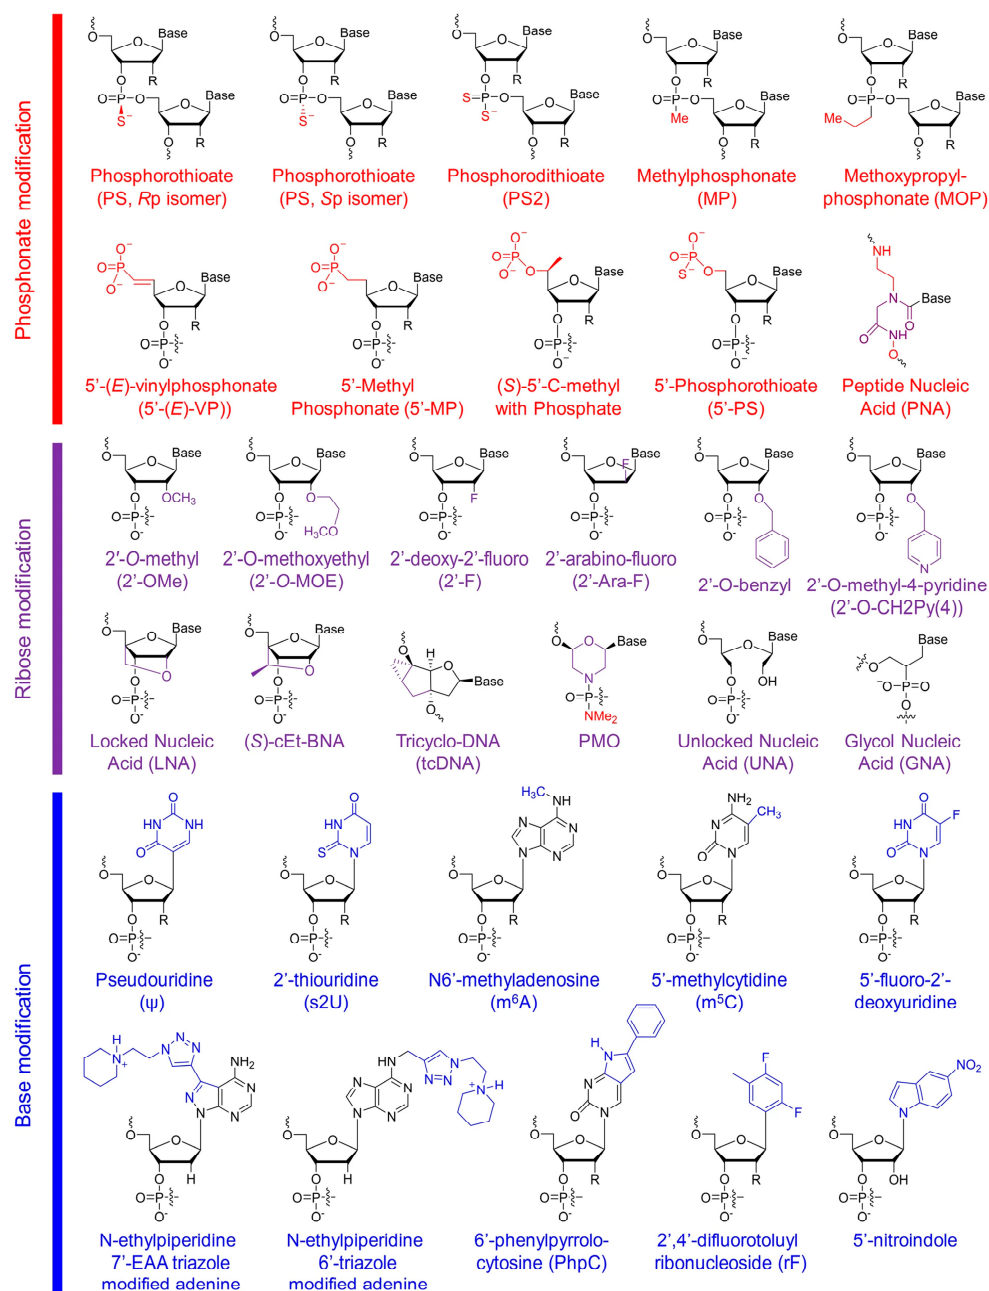 Phosphonate modification
Phosphorothioate
(PS, Rp isomer)
Phosphorothioate
(PS, Sp isomer)
Phosphorodithioate
(PS2)
Methylphosphonate
(MP)
Methoxypropyl-
phosphonate (MOP)
5'-(E)-vinylphosphonate
(5'-(E)-VP))
5'-Methyl
Phosphonate (5'-MP)
(S)-5'-C-methyl
with Phosphate
5'-Phosphorothioate
(5'-PS)
Peptide Nucleic
Acid (PNA)
Ribose modification
2'-O-methyl
(2'-OMe)
2'-O-methoxyethyl
(2'-O-MOE)
2'-deoxy-2'-fluoro
(2'-F)
2'-arabino-fluoro
(2'-Ara-F)
2'-O-benzyl
2'-O-methyl-4-pyridine
(2'-O-CH2Py(4))
Locked Nucleic
Acid (LNA)
(S)-cEt-BNA
Tricyclo-DNA
(tcDNA)
PMO
Unlocked Nucleic
Acid (UNA)
Glycol Nucleic
Acid (GNA)
Base modification
Pseudouridine
(ψ)
2'-thiouridine
(s2U)
N6'-methyladenosine
(m⁶A)
5'-methylcytidine
(m⁵C)
5'-fluoro-2'-
deoxyuridine
N-ethylpiperidine
7'-EAA triazole
modified adenine
N-ethylpiperidine
6'-triazole
modified adenine
6'-phenylpyrrolo-
cytosine (PhpC)
2',4'-difluorotoluyl
ribonucleoside (rF)
5'-nitroindole